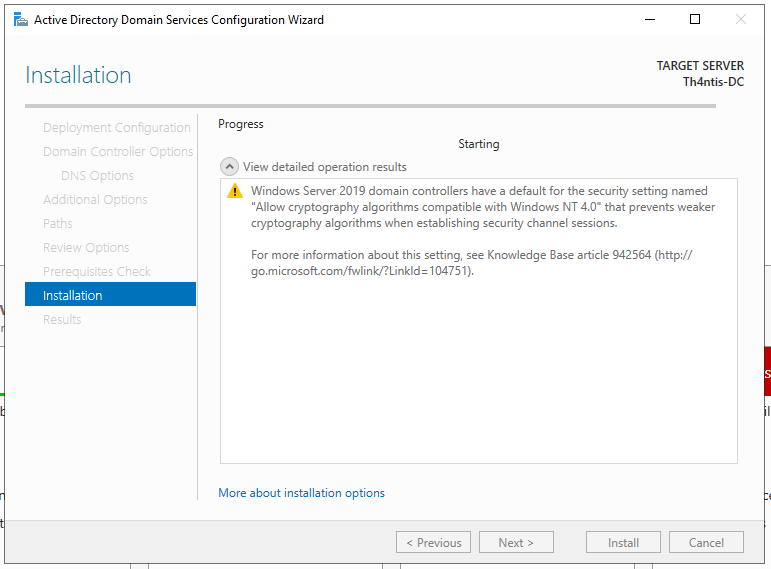 Active Directory Domain Services Configuration Wizard
Installation
TARGET SERVER
Th4ntis-DC
Deployment Configuration
Domain Controller Options
DNS Options
Additional Options
Paths
Review Options
Prerequisites Check
Installation
Results
Progress
Starting
View detailed operation results
Windows Server 2019 domain controllers have a default for the security setting named
"Allow cryptography algorithms compatible with Windows NT 4.0" that prevents weaker
cryptography algorithms when establishing security channel sessions.
For more information about this setting, see Knowledge Base article 942564 (http://
go.microsoft.com/fwlink/?LinkId=104751).
More about installation options
< Previous
Next >
Install
Cancel